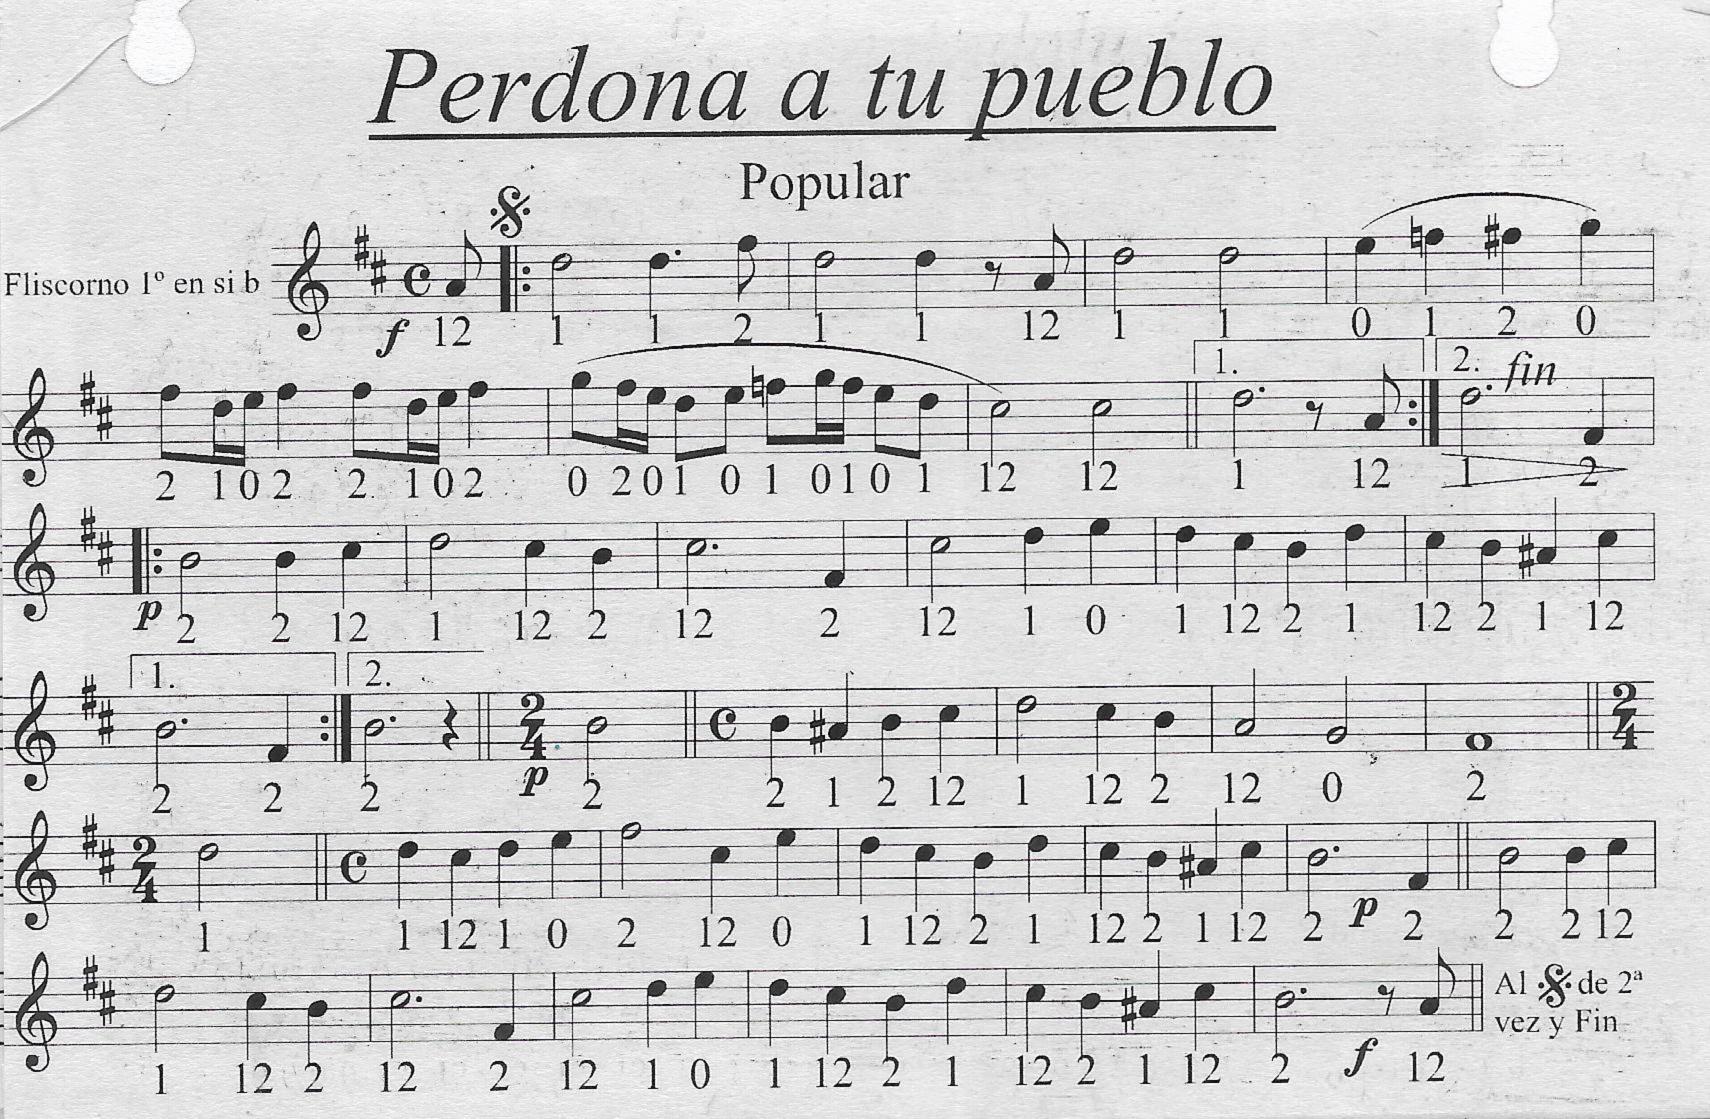 Perdona a tu pueblo
Popular
Fliscorno 1º en si b
f 12 1 1 2 1 1 12 1 1 0 1 2 0
1. 2. fin
2 1 0 2 2 1 0 2 0 2 0 1 0 1 0 1 0 1 12 12 1 12 1 2
p 2 2 12 1 12 2 12 2 12 1 0 1 12 2 1 12 2 1 12
1. 2.
2 4 2 4
2 2 2 p 2 2 1 2 12 1 12 2 12 0 2
2 4
1 1 12 1 0 2 12 0 1 12 2 1 12 2 1 12 2 p 2 2 2 12
Al 𝄋 de 2ª
vez y Fin
1 12 2 12 2 12 1 0 1 12 2 1 12 2 1 12 2 f 12